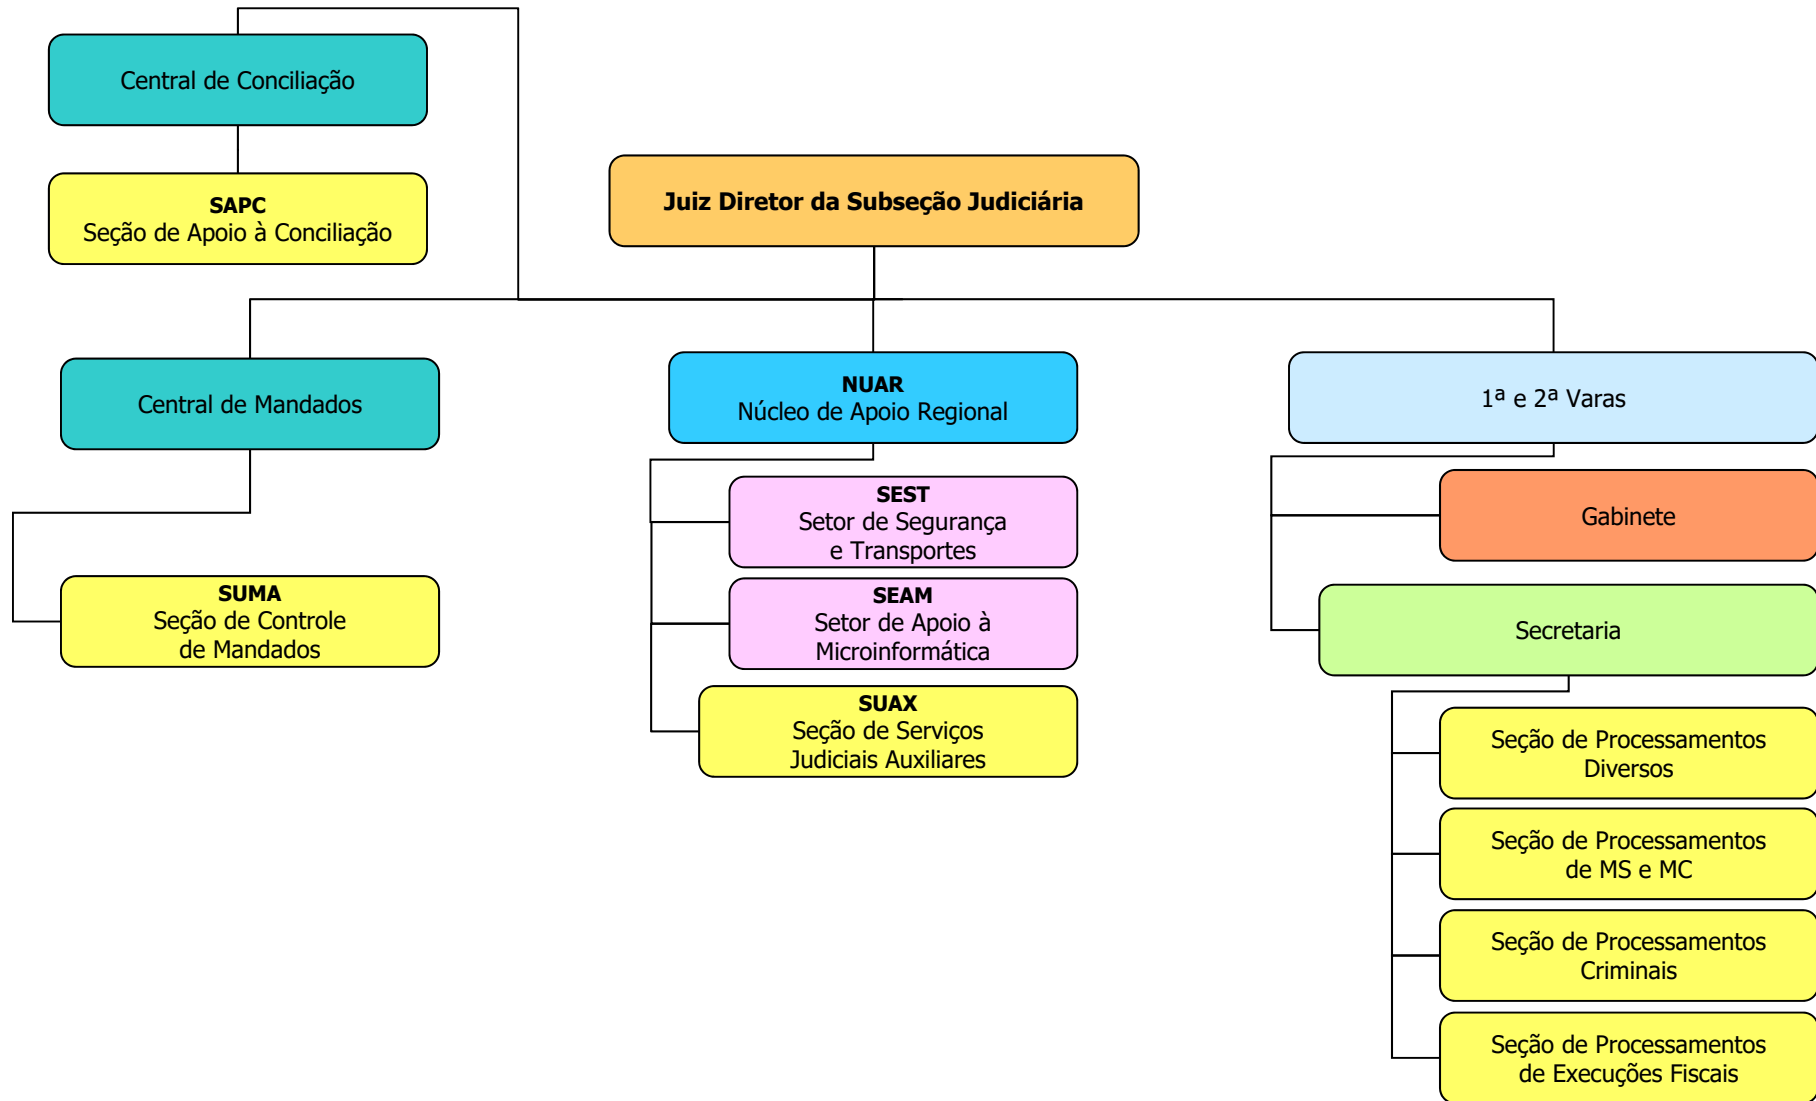 Central de Conciliação
SAPC
Seção de Apoio à Conciliação
Juiz Diretor da Subseção Judiciária
Central de Mandados
SUMA
Seção de Controle
de Mandados
NUAR
Núcleo de Apoio Regional
SEST
Setor de Segurança
e Transportes
SEAM
Setor de Apoio à
Microinformática
SUAX
Seção de Serviços
Judiciais Auxiliares
1ª e 2ª Varas
Gabinete
Secretaria
Seção de Processamentos
Diversos
Seção de Processamentos
de MS e MC
Seção de Processamentos
Criminais
Seção de Processamentos
de Execuções Fiscais